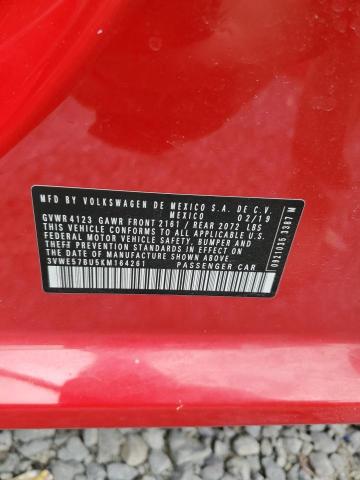 MFD BY VOLKSWAGEN DE MEXICO S.A. DE C.V.
MEXICO 02/19
GVWR 4123 GAWR FRONT 2161 / REAR 2072 LBS
THIS VEHICLE CONFORMS TO ALL APPLICABLE U.S.
FEDERAL MOTOR VEHICLE SAFETY, BUMPER AND
THEFT PREVENTION STANDARDS IN EFFECT ON
THE DATE OF MANUFACTURE SHOWN ABOVE.
3VWE57BU5KM164261 PASSENGER CAR
0921035 3387 M